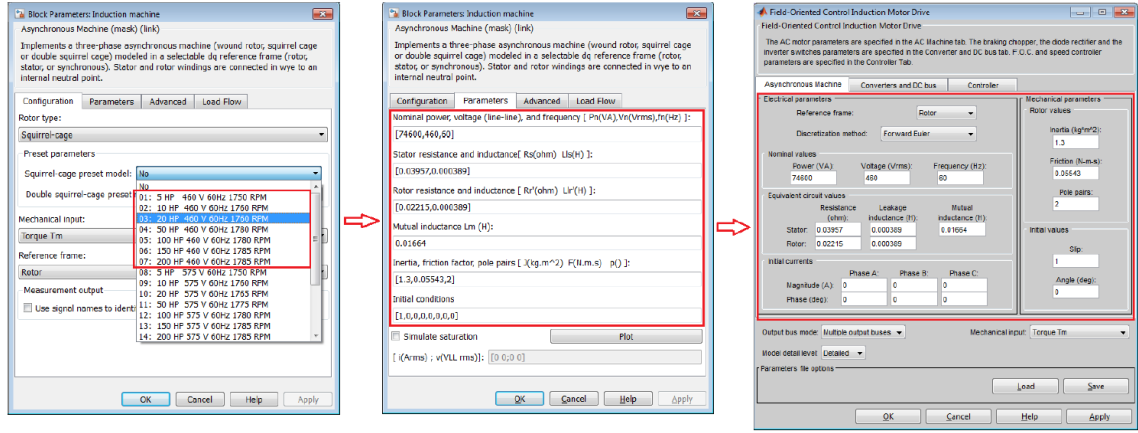 Block Parameters: Induction machine
Asynchronous Machine (mask) (link)
Implements a three-phase asynchronous machine (wound rotor, squirrel cage
or double squirrel cage) modeled in a selectable dq reference frame (rotor,
stator, or synchronous). Stator and rotor windings are connected in wye to an
internal neutral point.
Configuration Parameters Advanced Load Flow
Rotor type:
Squirrel-cage
Preset parameters
Squirrel-cage preset model: No
Double squirrel-cage preset
No
01: 5 HP 460 V 60Hz 1750 RPM
02: 10 HP 460 V 60Hz 1760 RPM
03: 20 HP 460 V 60Hz 1760 RPM
04: 50 HP 460 V 60Hz 1780 RPM
05: 100 HP 460 V 60Hz 1780 RPM
06: 150 HP 460 V 60Hz 1785 RPM
07: 200 HP 460 V 60Hz 1785 RPM
08: 5 HP 575 V 60Hz 1750 RPM
09: 10 HP 575 V 60Hz 1760 RPM
10: 20 HP 575 V 60Hz 1765 RPM
11: 50 HP 575 V 60Hz 1775 RPM
12: 100 HP 575 V 60Hz 1780 RPM
13: 150 HP 575 V 60Hz 1785 RPM
14: 200 HP 575 V 60Hz 1785 RPM
Mechanical input:
Torque Tm
Reference frame:
Rotor
Measurement output
Use signal names to identi
OK Cancel Help Apply
Block Parameters: Induction machine
Asynchronous Machine (mask) (link)
Implements a three-phase asynchronous machine (wound rotor, squirrel cage
or double squirrel cage) modeled in a selectable dq reference frame (rotor,
stator, or synchronous). Stator and rotor windings are connected in wye to an
internal neutral point.
Configuration Parameters Advanced Load Flow
Nominal power, voltage (line-line), and frequency [ Pn(VA),Vn(Vrms),fn(Hz) ]:
[74600,460,60]
Stator resistance and inductance[ Rs(ohm) Lls(H) ]:
[0.03957,0.000389]
Rotor resistance and inductance [ Rr'(ohm) Llr'(H) ]:
[0.02215,0.000389]
Mutual inductance Lm (H):
0.01664
Inertia, friction factor, pole pairs [ J(kg.m^2) F(N.m.s) p() ]:
[1.3,0.05543,2]
Initial conditions
[1,0,0,0,0,0,0,0]
Simulate saturation Plot
[ i(Arms) ; v(VLL rms)]: [0 0;0 0]
OK Cancel Help Apply
Field-Oriented Control Induction Motor Drive
Field-Oriented Control Induction Motor Drive
The AC motor parameters are specified in the AC Machine tab. The braking chopper, the diode rectifier and the
inverter switches parameters are specified in the Converter and DC bus tab. F.O.C. and speed controller
parameters are specified in the Controller Tab.
Asynchronous Machine Converters and DC bus Controller
Electrical parameters
Reference frame: Rotor
Discretization method: Forward Euler
Nominal values
Power (VA): Voltage (Vrms): Frequency (Hz):
74600 460 60
Equivalent circuit values
Resistance (ohm): Leakage inductance (H): Mutual inductance (H):
Stator: 0.03957 0.000389 0.01664
Rotor: 0.02215 0.000389
Initial currents
Phase A: Phase B: Phase C:
Magnitude (A): 0 0 0
Phase (deg): 0 0 0
Mechanical parameters
Rotor values
Inertia (kg*m^2):
1.3
Friction (N-m-s):
0.05543
Pole pairs:
2
Initial values
Slip:
1
Angle (deg):
0
Output bus mode: Multiple output buses Mechanical input: Torque Tm
Model detail level: Detailed
Parameters file options
Load Save
OK Cancel Help Apply